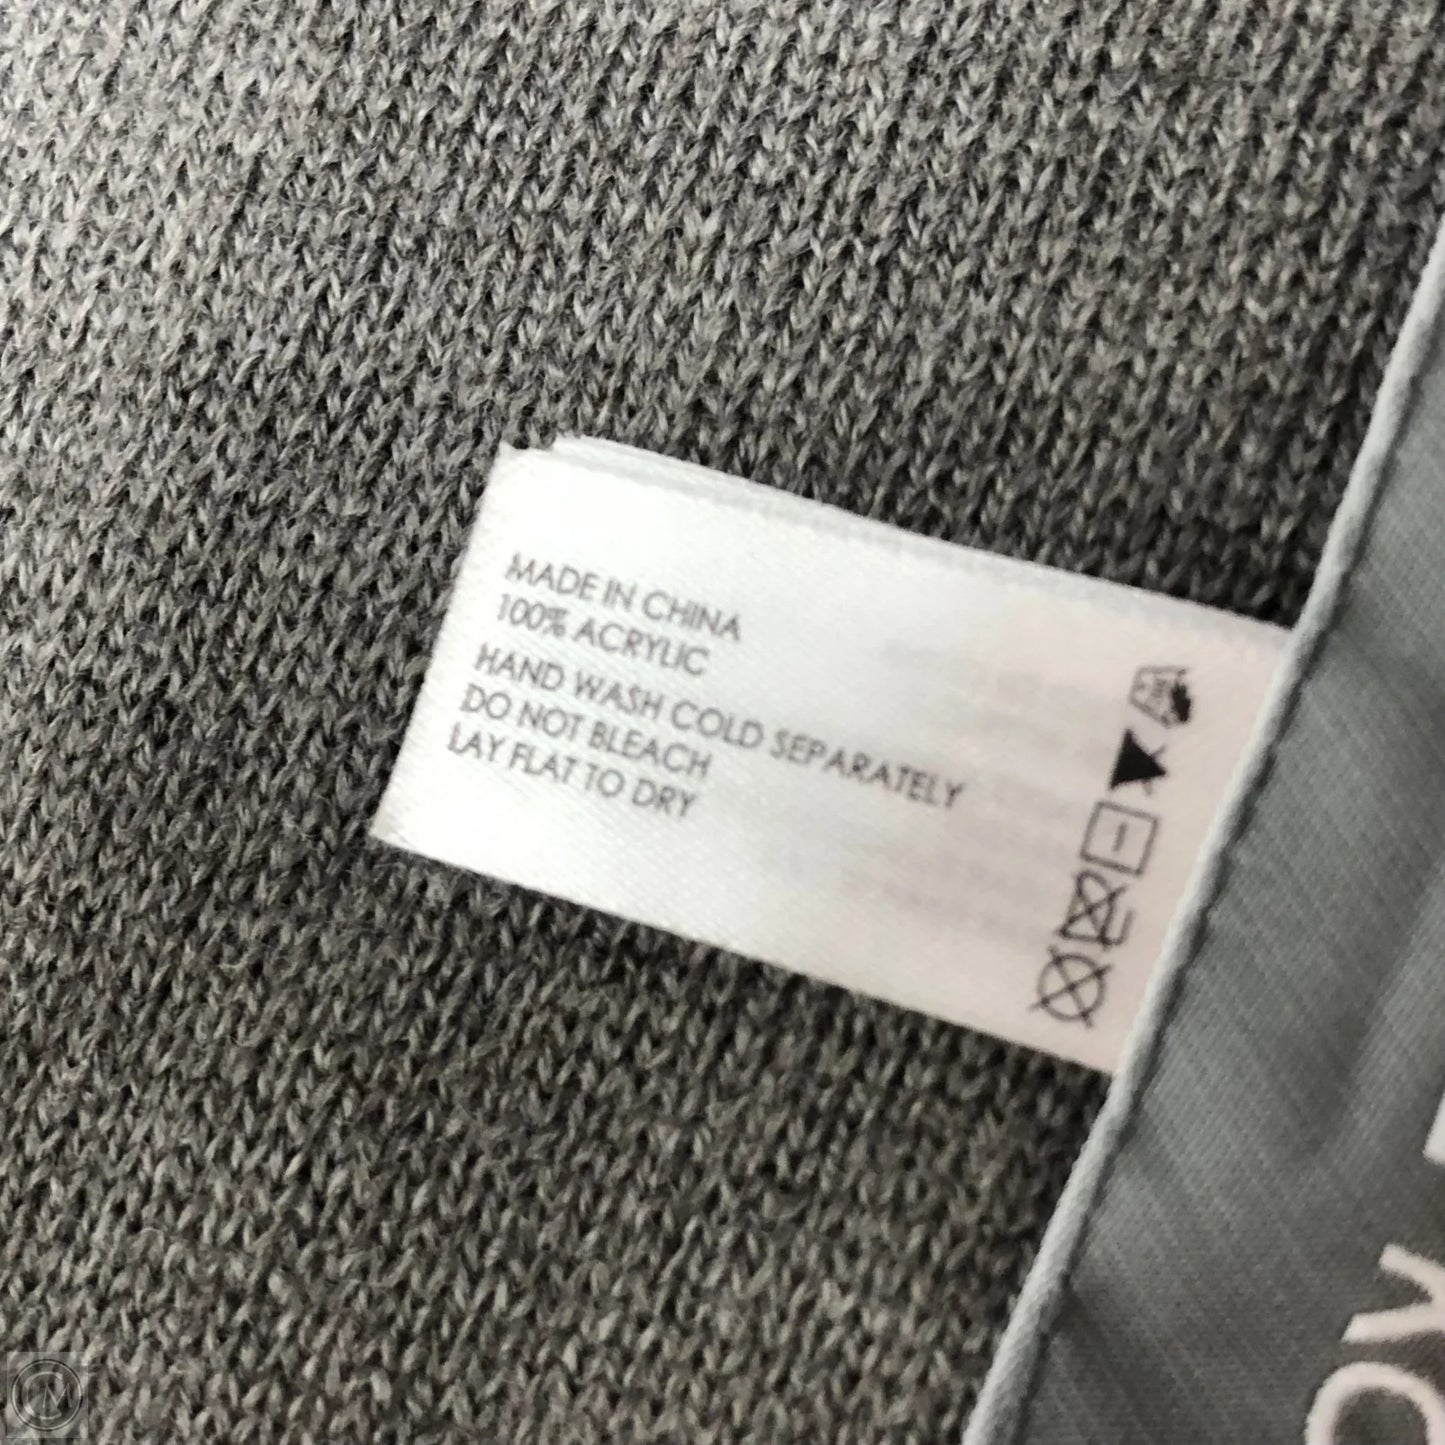 MADE IN CHINA
100% ACRYLIC
HAND WASH COLD SEPARATELY
DO NOT BLEACH
LAY FLAT TO DRY